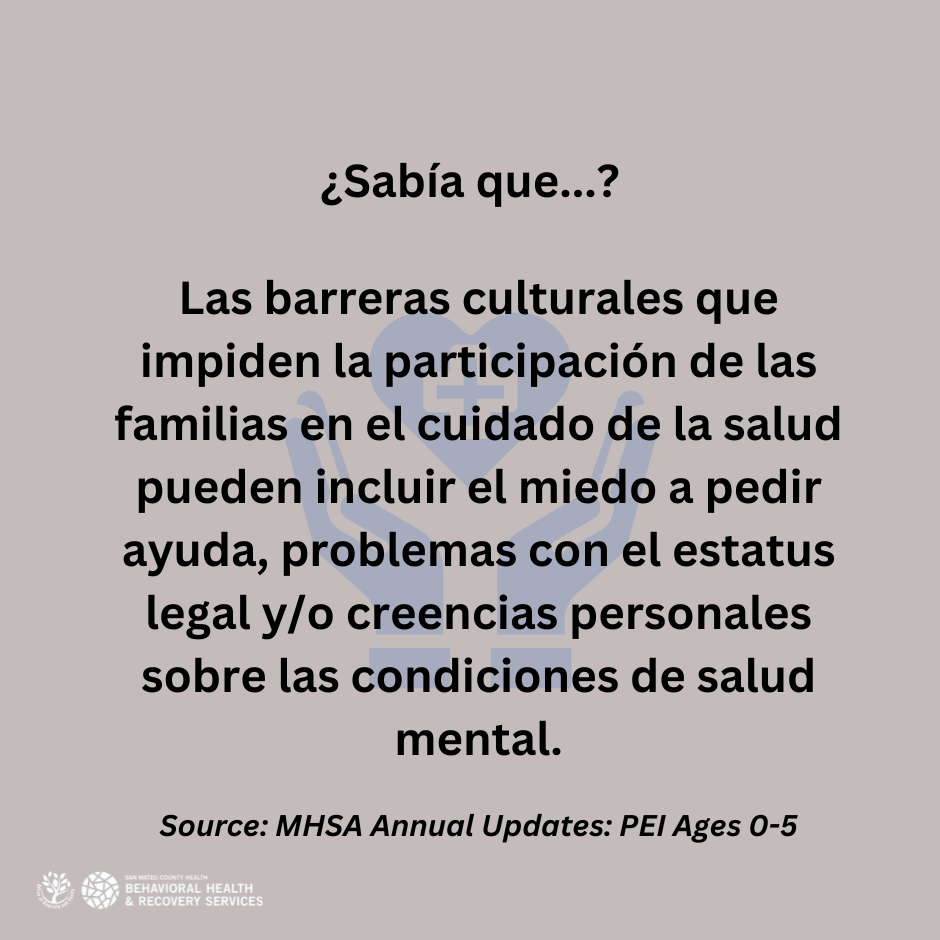 ¿Sabía que...?
Las barreras culturales que
impiden la participación de las
familias en el cuidado de la salud
pueden incluir el miedo a pedir
ayuda, problemas con el estatus
legal y/o creencias personales
sobre las condiciones de salud
mental.
Source: MHSA Annual Updates: PEI Ages 0-5
SAN MATEO COUNTY HEALTH
BEHAVIORAL HEALTH
& RECOVERY SERVICES